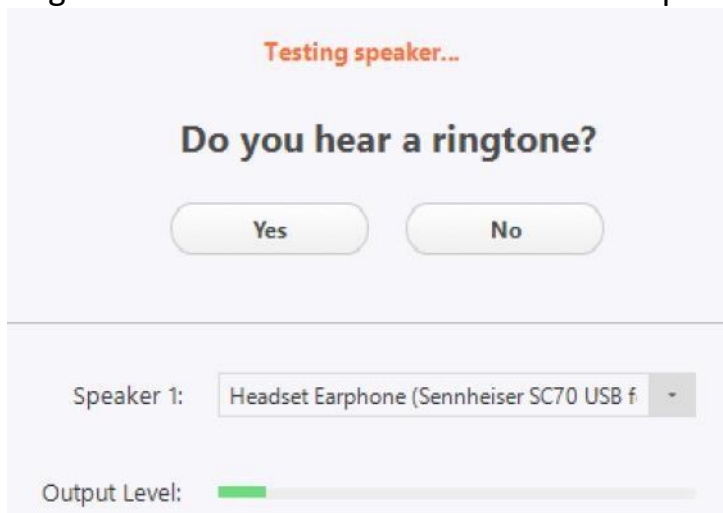 Testing speaker...
Do you hear a ringtone?
Yes No
Speaker 1: Headset Earphone (Sennheiser SC70 USB f
Output Level: